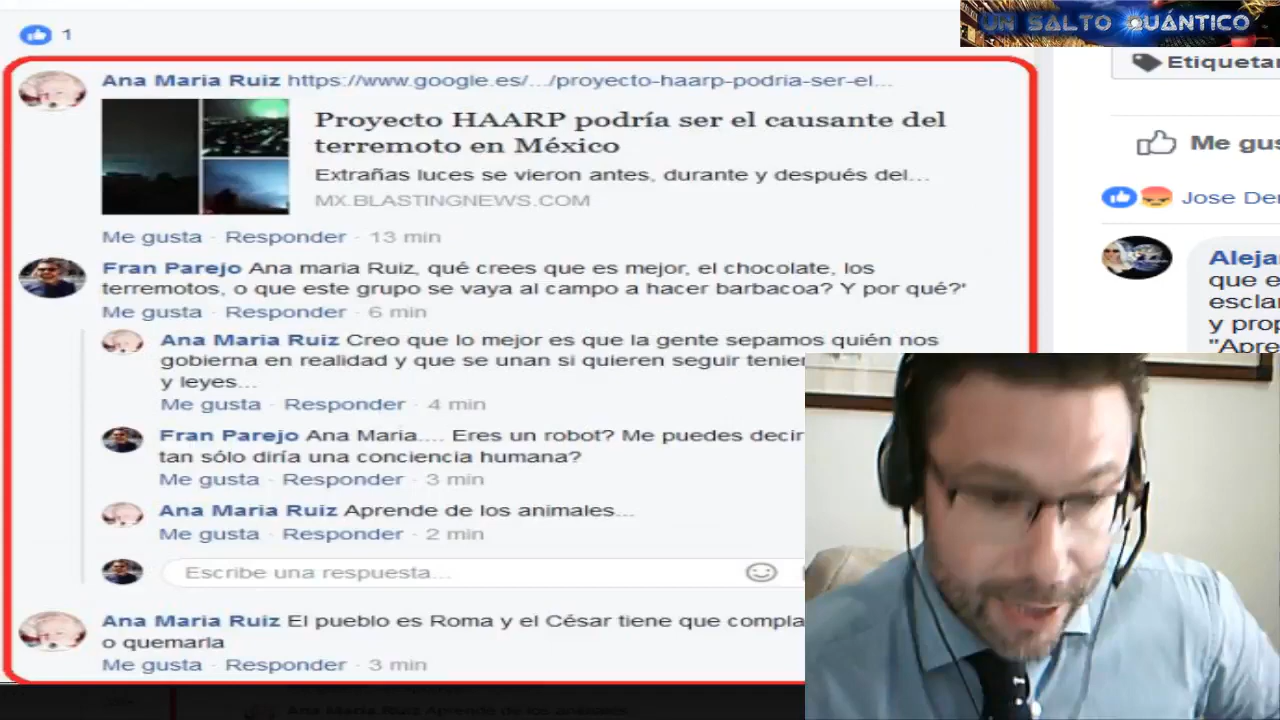 UN SALTO QUÁNTICO
1
Ana Maria Ruiz https://www.google.es/.../proyecto-haarp-podria-ser-el...
Proyecto HAARP podría ser el causante del
terremoto en México
Extrañas luces se vieron antes, durante y después del...
MX.BLASTINGNEWS.COM
Me gusta · Responder · 13 min
Fran Parejo Ana maria Ruiz, qué crees que es mejor, el chocolate, los
terremotos, o que este grupo se vaya al campo a hacer barbacoa? Y por qué?'
Me gusta · Responder · 6 min
Ana Maria Ruiz Creo que lo mejor es que la gente sepamos quién nos
gobierna en realidad y que se unan si quieren seguir
y leyes...
Me gusta · Responder · 4 min
Fran Parejo Ana Maria.... Eres un robot? Me puedes decir
tan sólo diría una conciencia humana?
Me gusta · Responder · 3 min
Ana Maria Ruiz Aprende de los animales...
Me gusta · Responder · 2 min
Escribe una respuesta...
Ana Maria Ruiz El pueblo es Roma y el César tiene que
o quemarla
Me gusta · Responder · 3 min
Ana Maria Ruiz Aprende de los animales
Me
Jose
que
y